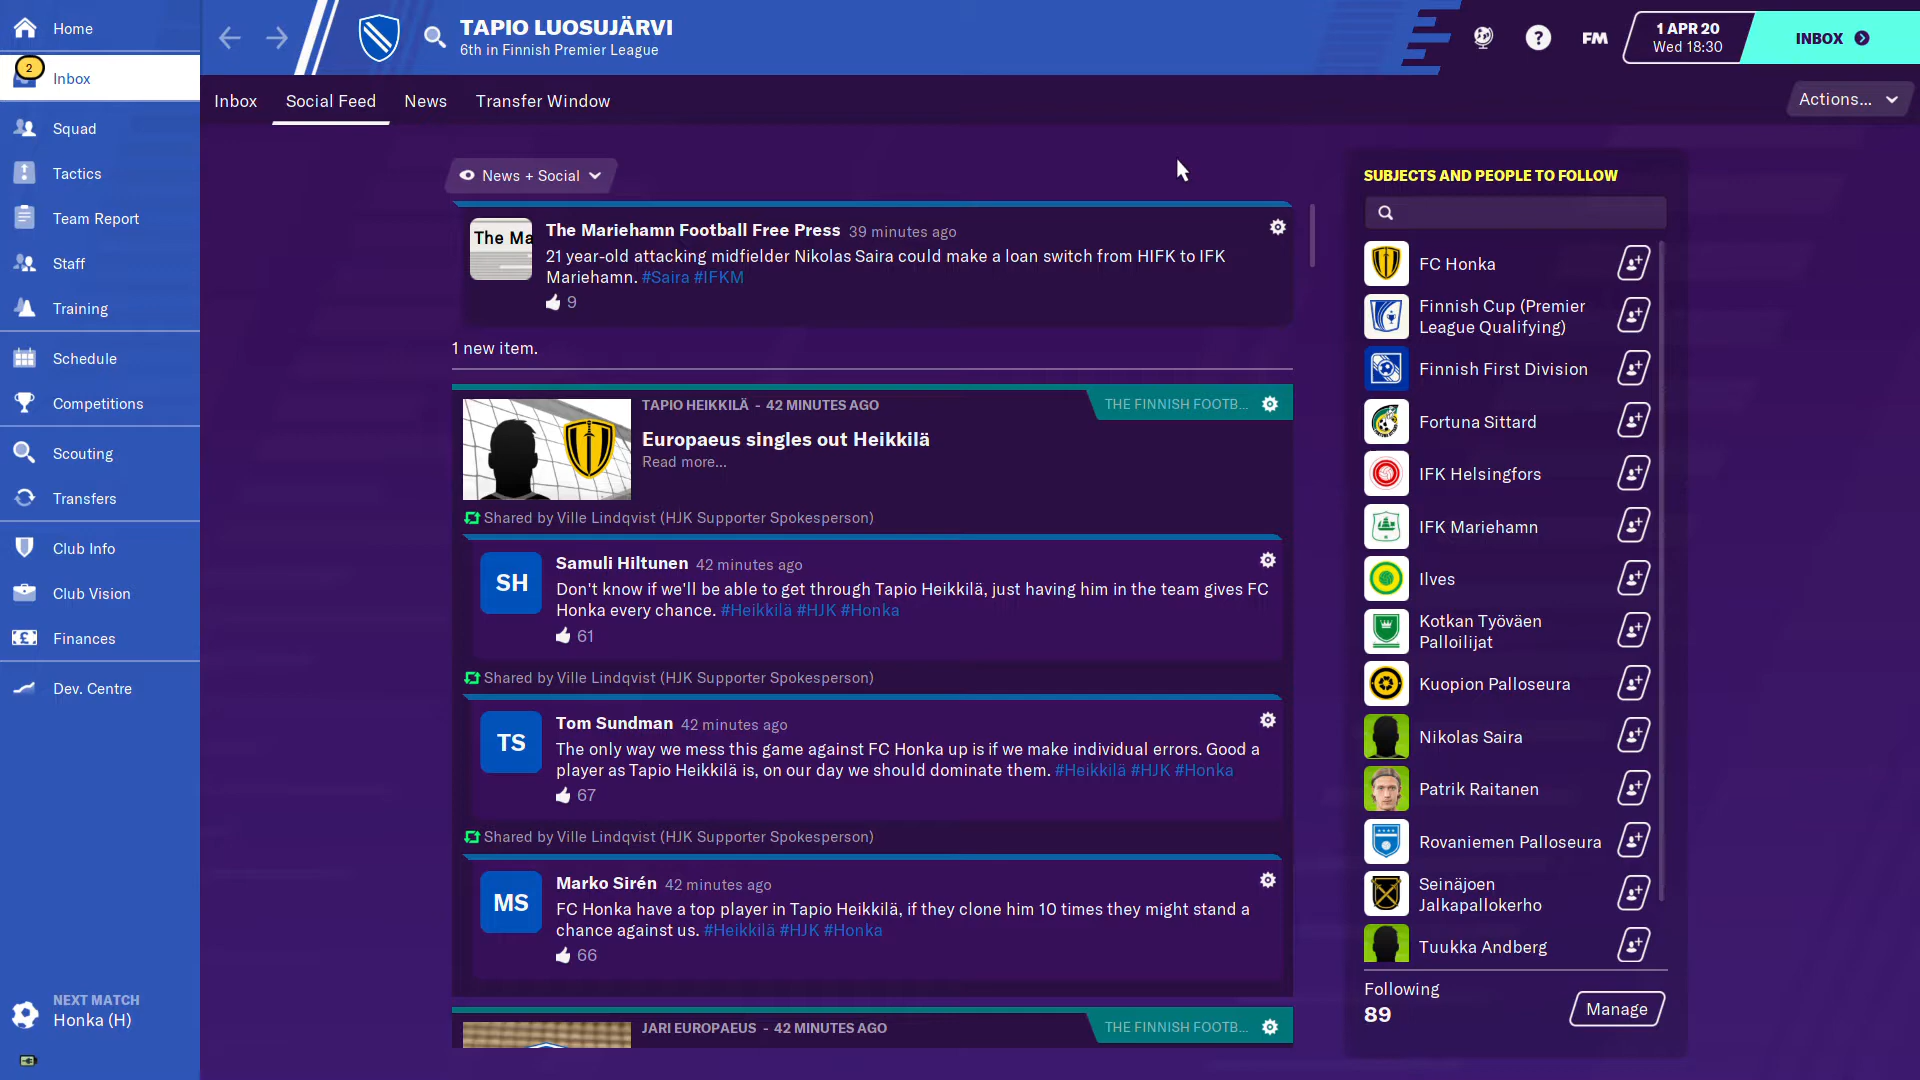 Home
2
Inbox
Squad
Tactics
Team Report
Staff
Training
Schedule
Competitions
Scouting
Transfers
Club Info
Club Vision
Finances
Dev. Centre
NEXT MATCH
Honka (H)
TAPIO LUOSUJÄRVI
6th in Finnish Premier League
?
FM
1 APR 20
Wed 18:30
INBOX
Inbox
Social Feed
News
Transfer Window
Actions...
News + Social
The Ma
The Mariehamn Football Free Press 39 minutes ago
21 year-old attacking midfielder Nikolas Saira could make a loan switch from HIFK to IFK
Mariehamn. #Saira #IFKM
9
1 new item.
TAPIO HEIKKILÄ - 42 MINUTES AGO
THE FINNISH FOOTB...
Europaeus singles out Heikkilä
Read more...
Shared by Ville Lindqvist (HJK Supporter Spokesperson)
SH
Samuli Hiltunen 42 minutes ago
Don't know if we'll be able to get through Tapio Heikkilä, just having him in the team gives FC
Honka every chance. #Heikkilä #HJK #Honka
61
Shared by Ville Lindqvist (HJK Supporter Spokesperson)
TS
Tom Sundman 42 minutes ago
The only way we mess this game against FC Honka up is if we make individual errors. Good a
player as Tapio Heikkilä is, on our day we should dominate them. #Heikkilä #HJK #Honka
67
Shared by Ville Lindqvist (HJK Supporter Spokesperson)
MS
Marko Sirén 42 minutes ago
FC Honka have a top player in Tapio Heikkilä, if they clone him 10 times they might stand a
chance against us. #Heikkilä #HJK #Honka
66
JARI EUROPAEUS - 42 MINUTES AGO
THE FINNISH FOOTB...
SUBJECTS AND PEOPLE TO FOLLOW
FC Honka
Finnish Cup (Premier
League Qualifying)
Finnish First Division
Fortuna Sittard
IFK Helsingfors
IFK Mariehamn
Ilves
Kotkan Työväen
Palloilijat
Kuopion Palloseura
Nikolas Saira
Patrik Raitanen
Rovaniemen Palloseura
Seinäjoen
Jalkapallokerho
Tuukka Andberg
Following
89
Manage